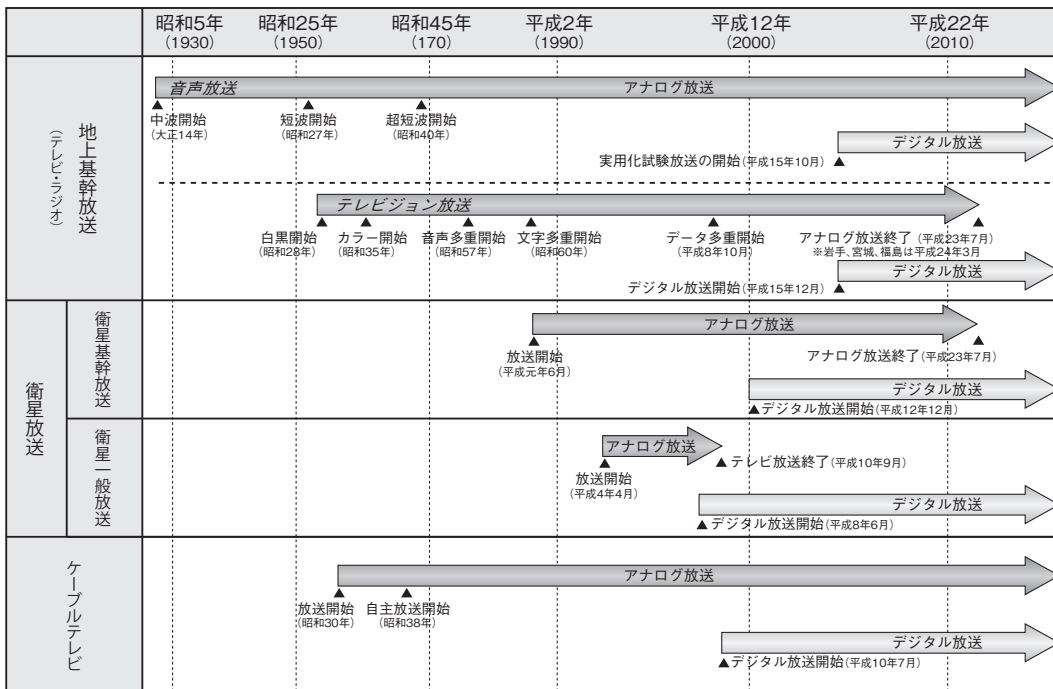 昭和5年 昭和25年 昭和45年 平成2年 平成12年 平成22年
(1930) (1950) (170) (1990) (2000) (2010)
地上基幹放送
(テレビ・ラジオ)
音声放送 アナログ放送
中波開始 短波開始 超短波開始
(大正14年) (昭和27年) (昭和40年)
デジタル放送
実用化試験放送の開始(平成15年10月)
テレビジョン放送
白黒開始 カラー開始 音声多重開始 文字多重開始 データ多重開始 アナログ放送終了(平成23年7月)
(昭和28年) (昭和35年) (昭和57年) (昭和60年) (平成8年10月) ※岩手、宮城、福島は平成24年3月
デジタル放送
デジタル放送開始(平成15年12月)
衛星放送
衛星基幹放送
アナログ放送
放送開始 アナログ放送終了(平成23年7月)
(平成元年6月)
デジタル放送
デジタル放送開始(平成12年12月)
衛星一般放送
アナログ放送
テレビ放送終了(平成10年9月)
放送開始
(平成4年4月)
デジタル放送
デジタル放送開始(平成8年6月)
ケーブルテレビ
アナログ放送
放送開始 自主放送開始
(昭和30年) (昭和38年)
デジタル放送
デジタル放送開始(平成10年7月)